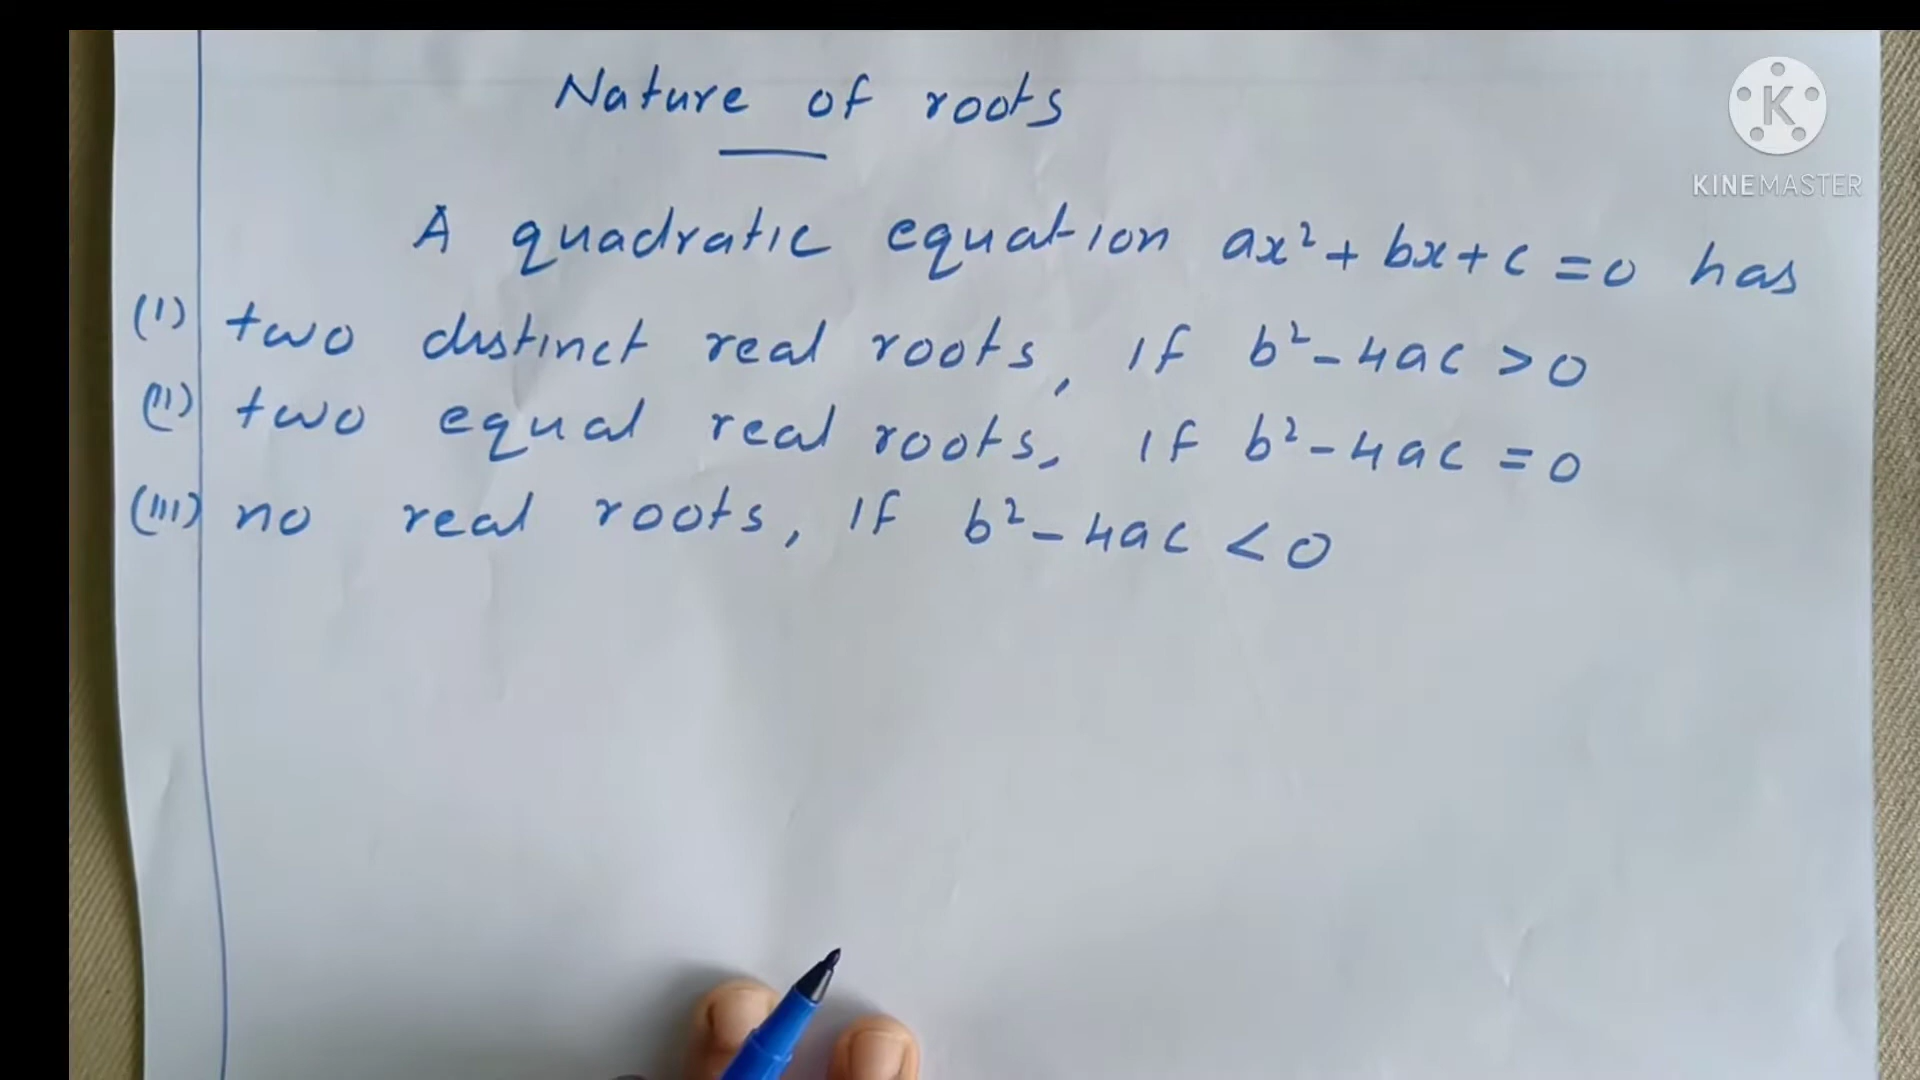 Nature of roots
KINEMASTER
A quadratic equation ax² + bx + c = 0 has
(i) two distinct real roots, if b² - 4ac > 0
(ii) two equal real roots, if b² - 4ac = 0
(iii) no real roots, if b² - 4ac < 0